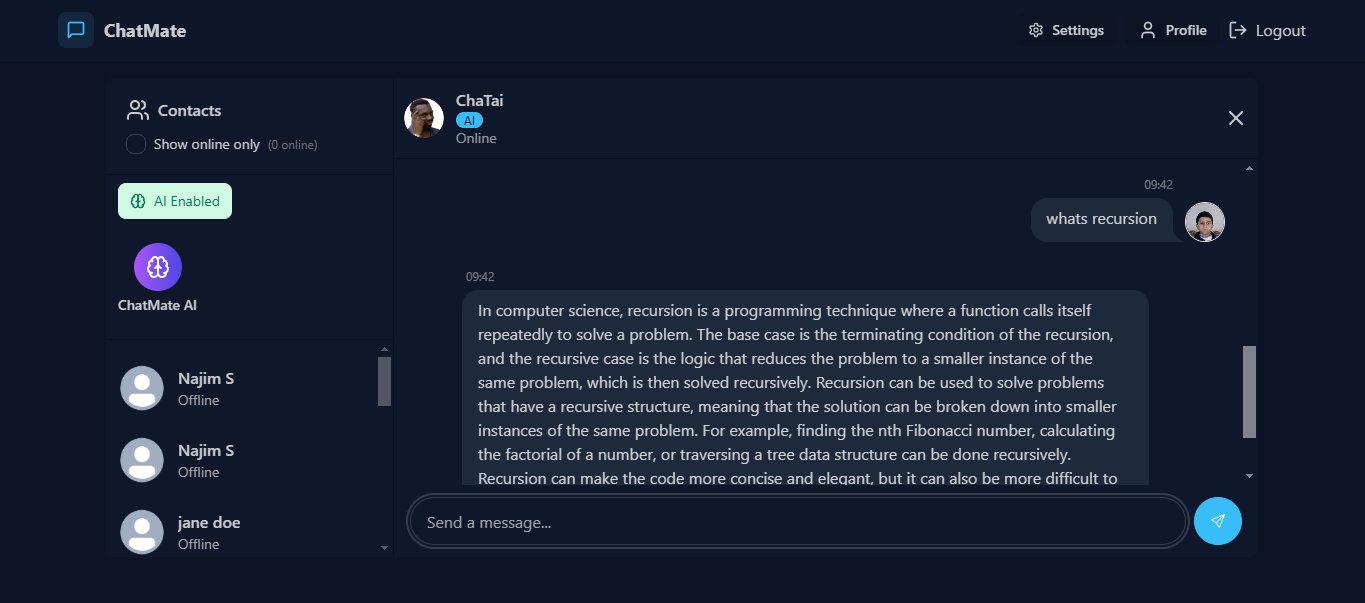 ChatMate
Settings
Profile
Logout
Contacts
Show online only (0 online)
AI Enabled
ChatMate AI
Najim S
Offline
Najim S
Offline
jane doe
Offline
ChaTai
AI
Online
09:42
whats recursion
09:42
In computer science, recursion is a programming technique where a function calls itself
repeatedly to solve a problem. The base case is the terminating condition of the recursion,
and the recursive case is the logic that reduces the problem to a smaller instance of the
same problem, which is then solved recursively. Recursion can be used to solve problems
that have a recursive structure, meaning that the solution can be broken down into smaller
instances of the same problem. For example, finding the nth Fibonacci number, calculating
the factorial of a number, or traversing a tree data structure can be done recursively.
Recursion can make the code more concise and elegant, but it can also be more difficult to
Send a message...